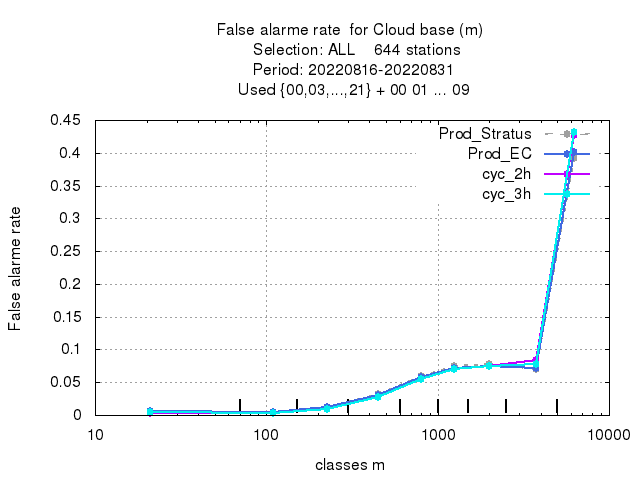 False alarme rate  for Cloud base (m)
Selection: ALL    644 stations
Period: 20220816-20220831
Used {00,03,...,21} + 00 01 ... 09
0.45
0.4
0.35
0.3
0.25
0.2
0.15
0.1
0.05
0
False alarme rate
Prod_Stratus
Prod_EC
cyc_2h
cyc_3h
10
100
1000
10000
classes m